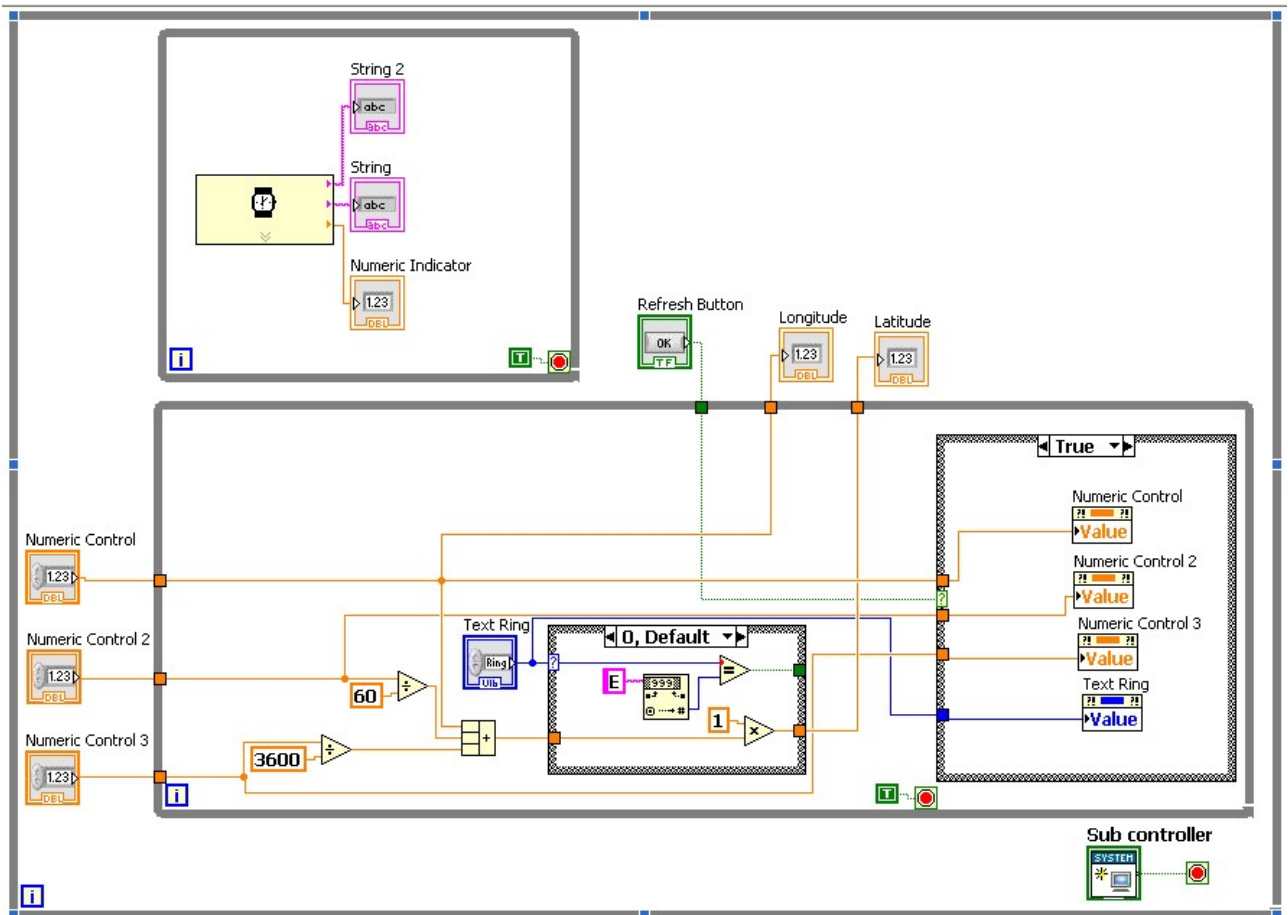 String 2
abc
abc
String
abc
abc
Numeric Indicator
1.23
DBL
i
T
Refresh Button
OK
TF
Longitude
1.23
DBL
Latitude
1.23
DBL
True
Numeric Control
Value
Numeric Control 2
Value
Numeric Control 3
Value
Text Ring
Value
Numeric Control
1.23
DBL
Numeric Control 2
1.23
DBL
Numeric Control 3
1.23
DBL
60
3600
Text Ring
Ring
U16
0, Default
?
E
999
=
#
1
x
+
÷
÷
?
i
T
Sub controller
SYSTEM
i